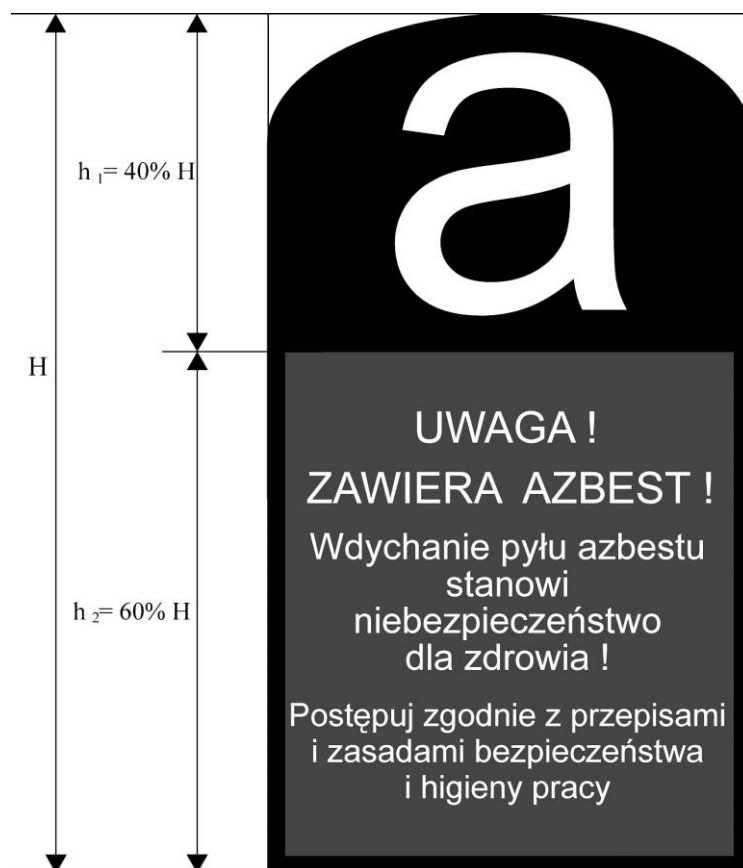 a
h 1= 40% H
H
UWAGA !
ZAWIERA AZBEST !
Wdychanie pyłu azbestu
stanowi
niebezpieczeństwo
dla zdrowia !
h 2= 60% H
Postępuj zgodnie z przepisami
i zasadami bezpieczeństwa
i higieny pracy